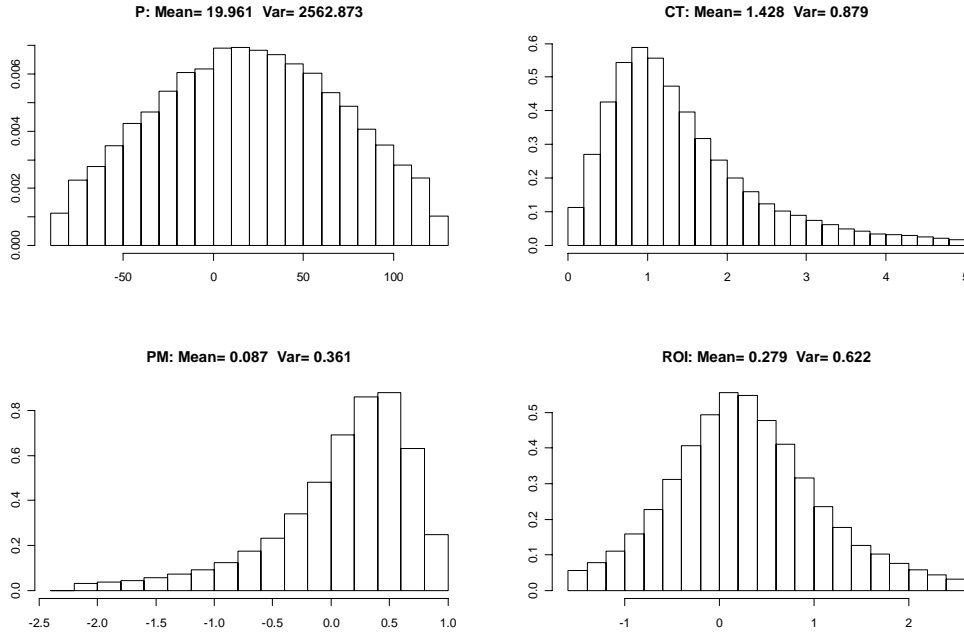 P: Mean= 19.961 Var= 2562.873
0.000 0.002 0.004 0.006
-50 0 50 100
CT: Mean= 1.428 Var= 0.879
0.0 0.1 0.2 0.3 0.4 0.5 0.6
0 1 2 3 4 5
PM: Mean= 0.087 Var= 0.361
0.0 0.2 0.4 0.6 0.8
-2.5 -2.0 -1.5 -1.0 -0.5 0.0 0.5 1.0
ROI: Mean= 0.279 Var= 0.622
0.0 0.1 0.2 0.3 0.4 0.5
-1 0 1 2